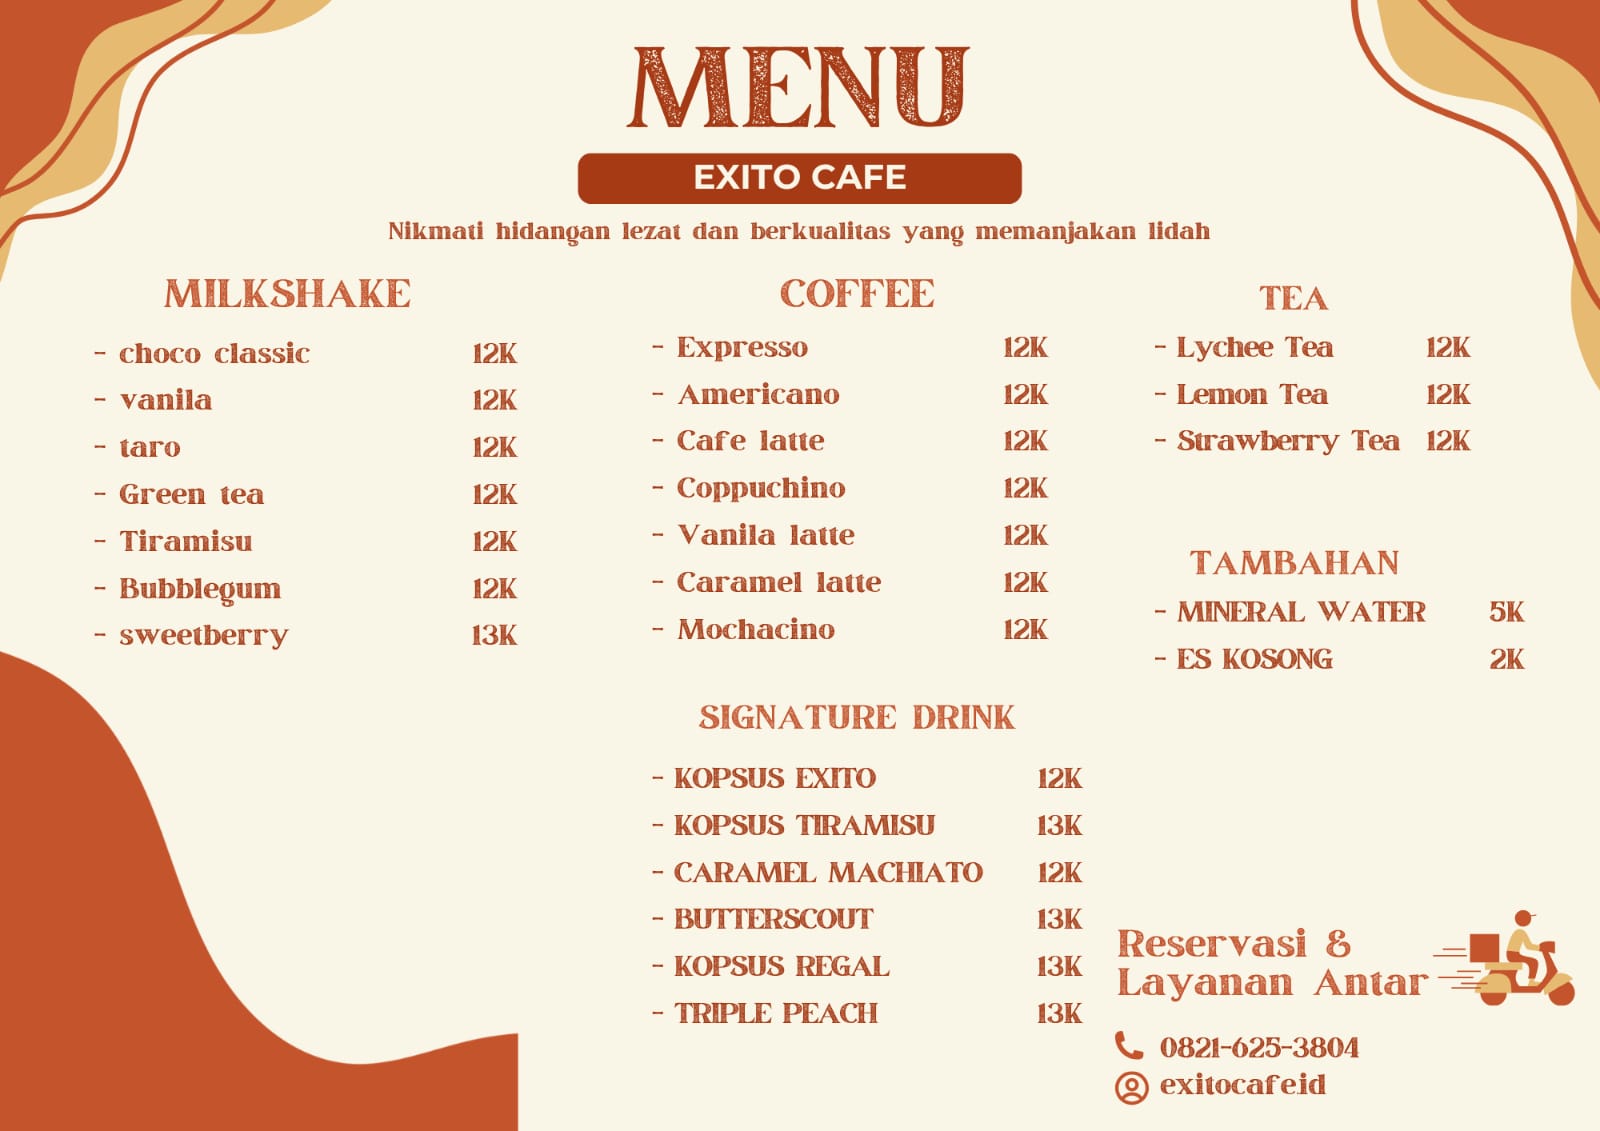 MENU
EXITO CAFE
Nikmati hidangan lezat dan berkualitas yang memanjakan lidah
MILKSHAKE
- choco classic 12K
- vanila 12K
- taro 12K
- Green tea 12K
- Tiramisu 12K
- Bubblegum 12K
- sweetberry 13K
COFFEE
- Expresso 12K
- Americano 12K
- Cafe latte 12K
- Coppuchino 12K
- Vanila latte 12K
- Caramel latte 12K
- Mochacino 12K
SIGNATURE DRINK
- KOPSUS EXITO 12K
- KOPSUS TIRAMISU 13K
- CARAMEL MACHIATO 12K
- BUTTERSCOUT 13K
- KOPSUS REGAL 13K
- TRIPLE PEACH 13K
TEA
- Lychee Tea 12K
- Lemon Tea 12K
- Strawberry Tea 12K
TAMBAHAN
- MINERAL WATER 5K
- ES KOSONG 2K
Reservasi &
Layanan Antar
0821-625-3804
exitocafe.id